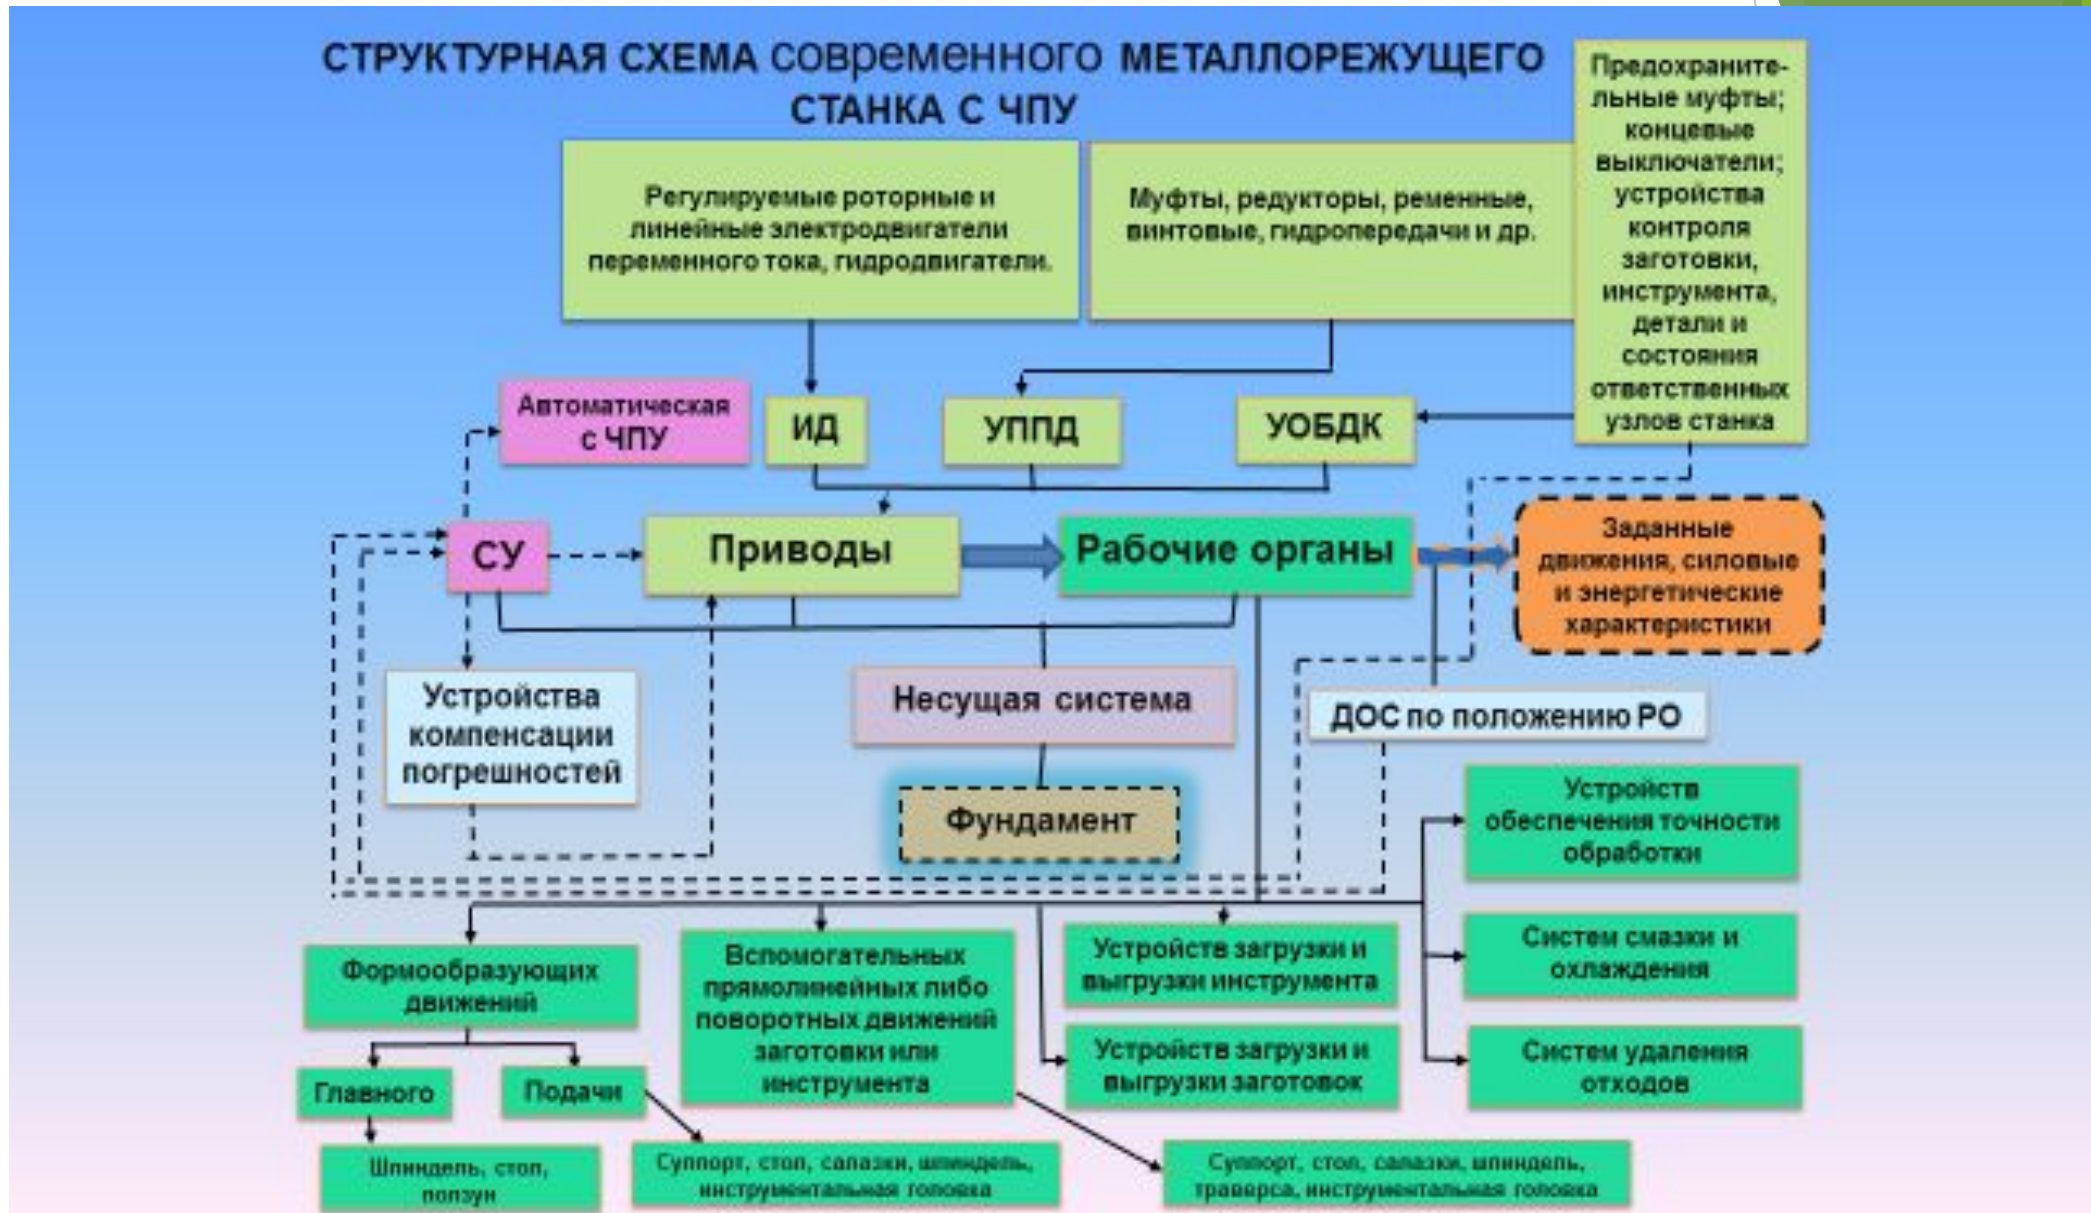 СТРУКТУРНАЯ СХЕМА современного МЕТАЛЛОРЕЖУЩЕГО
СТАНКА С ЧПУ
Предохраните-
льные муфты;
концевые
выключатели;
устройства
контроля
заготовки,
инструмента,
детали и
состояния
ответственных
узлов станка
Регулируемые роторные и
линейные электродвигатели
переменного тока, гидродвигатели.
Муфты, редукторы, ременные,
винтовые, гидропередачи и др.
Автоматическая
с ЧПУ
ИД
УППД
УОБДК
СУ
Приводы
Рабочие органы
Заданные
движения, силовые
и энергетические
характеристики
Устройства
компенсации
погрешностей
Несущая система
ДОС по положению РО
Фундамент
Устройств
обеспечения точности
обработки
Формообразующих
движений
Вспомогательных
прямолинейных либо
поворотных движений
заготовки или
инструмента
Устройств загрузки и
выгрузки инструмента
Систем смазки и
охлаждения
Устройств загрузки и
выгрузки заготовок
Систем удаления
отходов
Главного
Подачи
Шпиндель, стол,
ползун
Суппорт, стол, салазки, шпиндель,
инструментальная головка
Суппорт, стол, салазки, шпиндель,
траверса, инструментальная головка